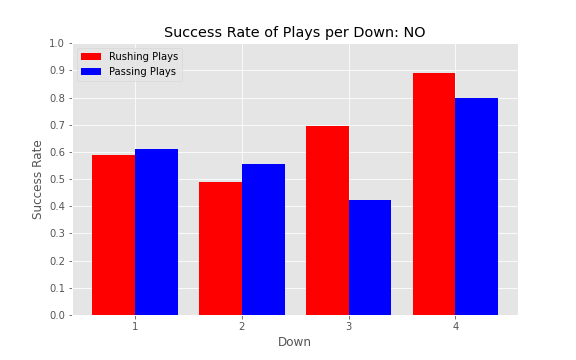 Success Rate of Plays per Down: NO
Rushing Plays
Passing Plays
Success Rate
1.0
0.9
0.8
0.7
0.6
0.5
0.4
0.3
0.2
0.1
0.0
1 2 3 4
Down